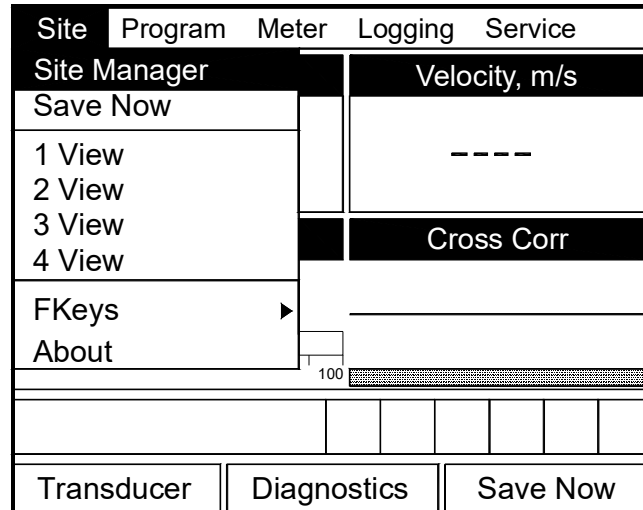 Site Program Meter Logging Service
Site Manager
Velocity, m/s
Save Now
1 View
----
2 View
3 View
Cross Corr
4 View
FKeys
About
100
Transducer Diagnostics Save Now